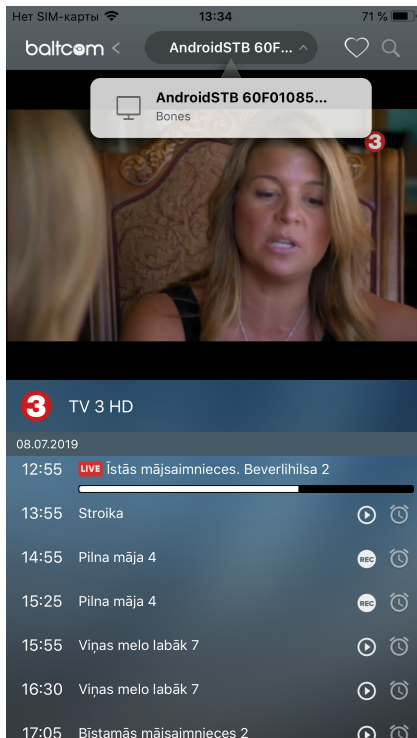 Нет SIM-карты 13:34 71 %
baltcom < AndroidSTB 60F...
AndroidSTB 60F01085...
Bones
3
3 TV 3 HD
08.07.2019
12:55 LIVE Īstās mājsaimnieces. Beverlihilsa 2
13:55 Stroika
14:55 Pilna māja 4 REC
15:25 Pilna māja 4 REC
15:55 Viņas melo labāk 7
16:30 Viņas melo labāk 7
17:05 Bīstamās mājsaimnieces 2